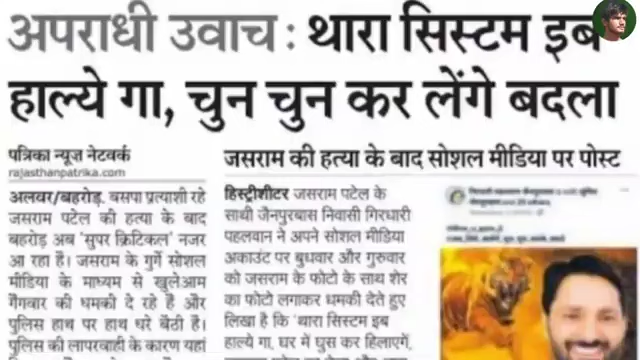 अपराधी उवाच : थारा सिस्टम इब
हाल्ये गा, चुन चुन कर लेंगे बदला
पत्रिका न्यूज नेटवर्क
rajasthanpatrika.com
अलवर/बहरोड़. बसपा प्रत्याशी रहे
जसराम पटेल की हत्या के बाद
बहरोड़ अब 'सुपर क्रिटिकल' नजर
आ रहा है। जसराम के गुर्गे सोशल
मीडिया के माध्यम से खुलेआम
गैंगवार की धमकी दे रहे हैं और
पुलिस हाथ पर हाथ धरे बैठी है।
पुलिस की लापरवाही के कारण यहां
जसराम की हत्या के बाद सोशल मीडिया पर पोस्ट
हिस्ट्रीशीटर जसराम पटेल के
साथी जैनपुरबास निवासी गिरधारी
पहलवान ने अपने सोशल मीडिया
अकाउंट पर बुधवार और गुरुवार
को जसराम के फोटो के साथ शेर
का फोटो लगाकर धमकी देते हुए
लिखा है कि 'थारा सिस्टम इब
हाल्ये गा, घर में घुस कर हिलाएगें,